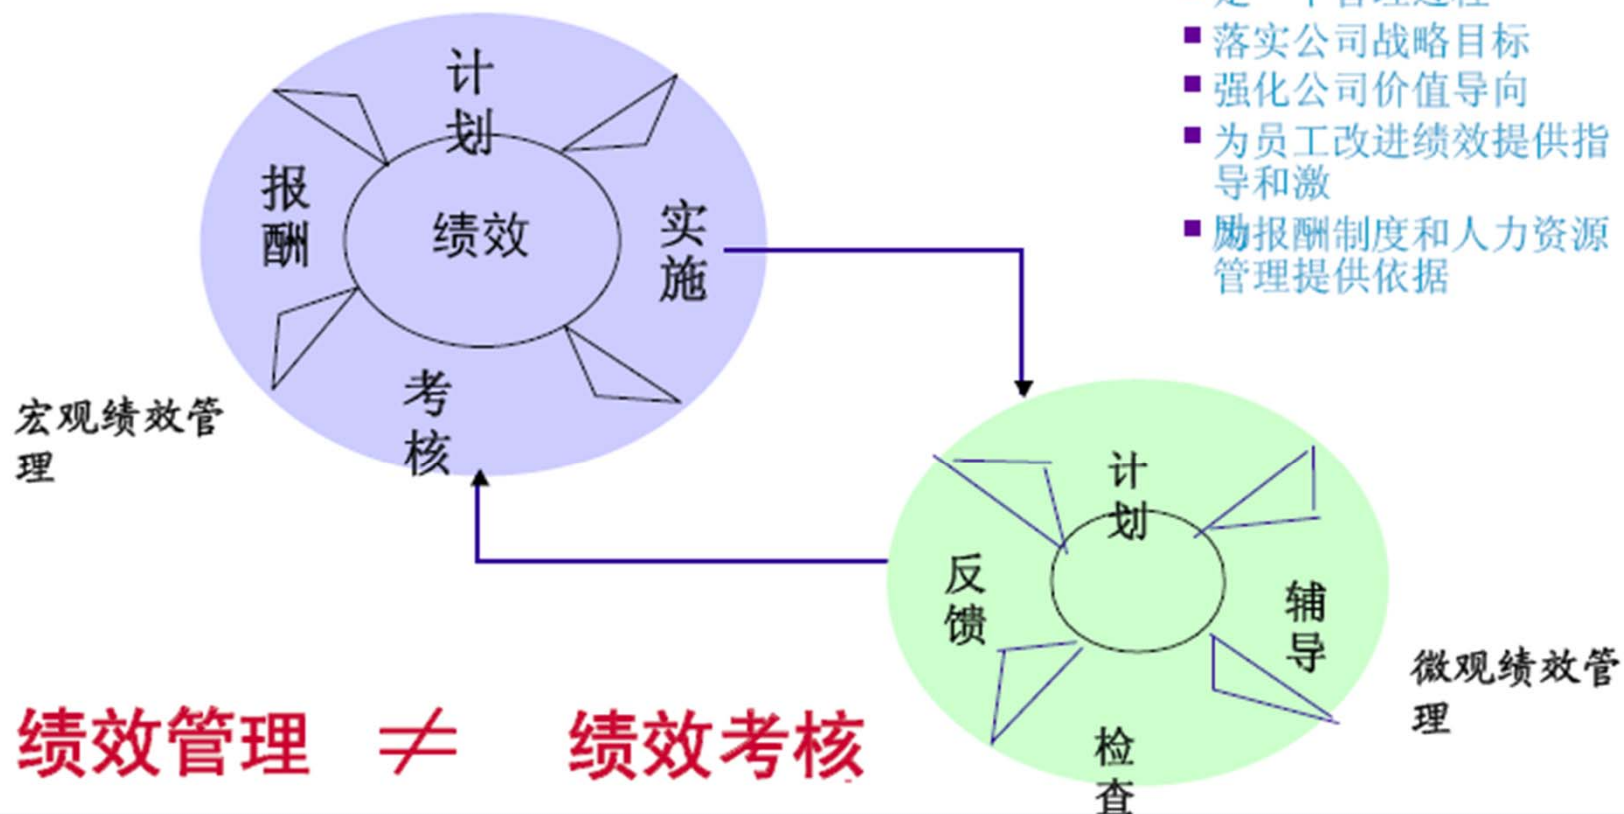 落实公司战略目标
强化公司价值导向
为员工改进绩效提供指
导和激
励报酬制度和人力资源
管理提供依据
计
划
报
酬
绩效
实
施
考
核
宏观绩效管
理
计
划
反
馈
辅
导
检
查
微观绩效管
理
绩效管理 ≠ 绩效考核